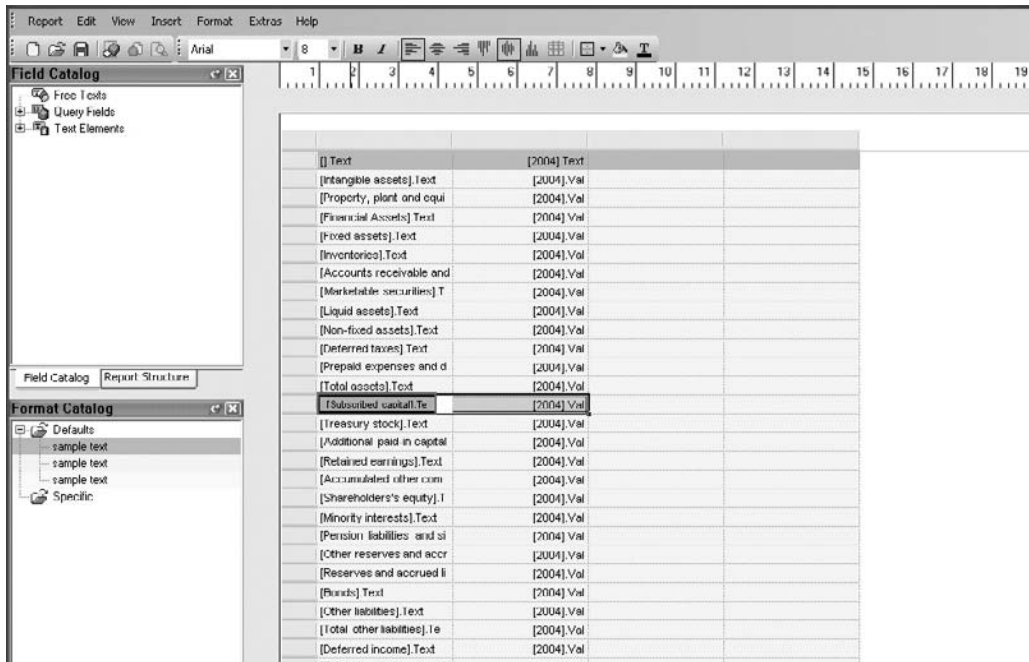 Report Edit View Insert Format Extras Help
Arial 8 B I T
Field Catalog
Free Texts
Query Fields
Text Elements
Field Catalog Report Structure
Format Catalog
Defaults
sample text
sample text
sample text
Specific
1 2 3 4 5 6 7 8 9 10 11 12 13 14 15 16 17 18 19
[] Text [2004] Text
[Intangible assets].Text [2004].Val
[Property, plant and equi [2004].Val
[Financial Assets].Text [2004].Val
[Fixed assets].Text [2004].Val
[Inventories].Text [2004].Val
[Accounts receivable and [2004].Val
[Marketable securities].T [2004].Val
[Liquid assets].Text [2004].Val
[Non-fixed assets].Text [2004].Val
[Deferred taxes].Text [2004].Val
[Prepaid expenses and d [2004].Val
[Total assets].Text [2004].Val
[Subscribed capital].Te [2004].Val
[Treasury stock].Text [2004].Val
[Additional paid-in capital [2004].Val
[Retained earnings].Text [2004].Val
[Accumulated other com [2004].Val
[Shareholders's equity].T [2004].Val
[Minority interests].Text [2004].Val
[Pension liabilities and si [2004].Val
[Other reserves and accr [2004].Val
[Reserves and accrued li [2004].Val
[Bonds].Text [2004].Val
[Other liabilities].Text [2004].Val
[Total other liabilities].Te [2004].Val
[Deferred income].Text [2004].Val